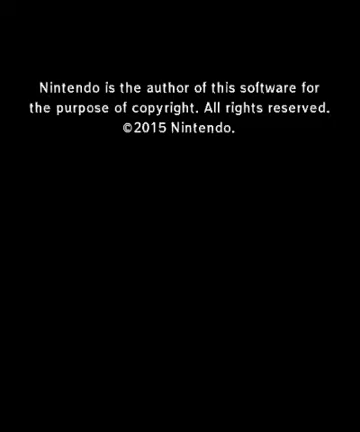 Nintendo is the author of this software for
the purpose of copyright. All rights reserved.
©2015 Nintendo.